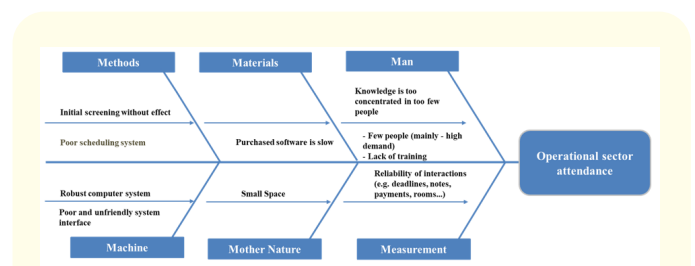 Methods
Materials
Man
Knowledge is too
concentrated in too few
people
Initial screening without effect
Poor scheduling system
Purchased software is slow
- Few people (mainly - high
demand)
- Lack of training
Operational sector
attendance
Reliability of interactions
(e.g. deadlines, notes,
payments, rooms...)
Robust computer system
Small Space
Poor and unfriendly system
interface
Machine
Mother Nature
Measurement